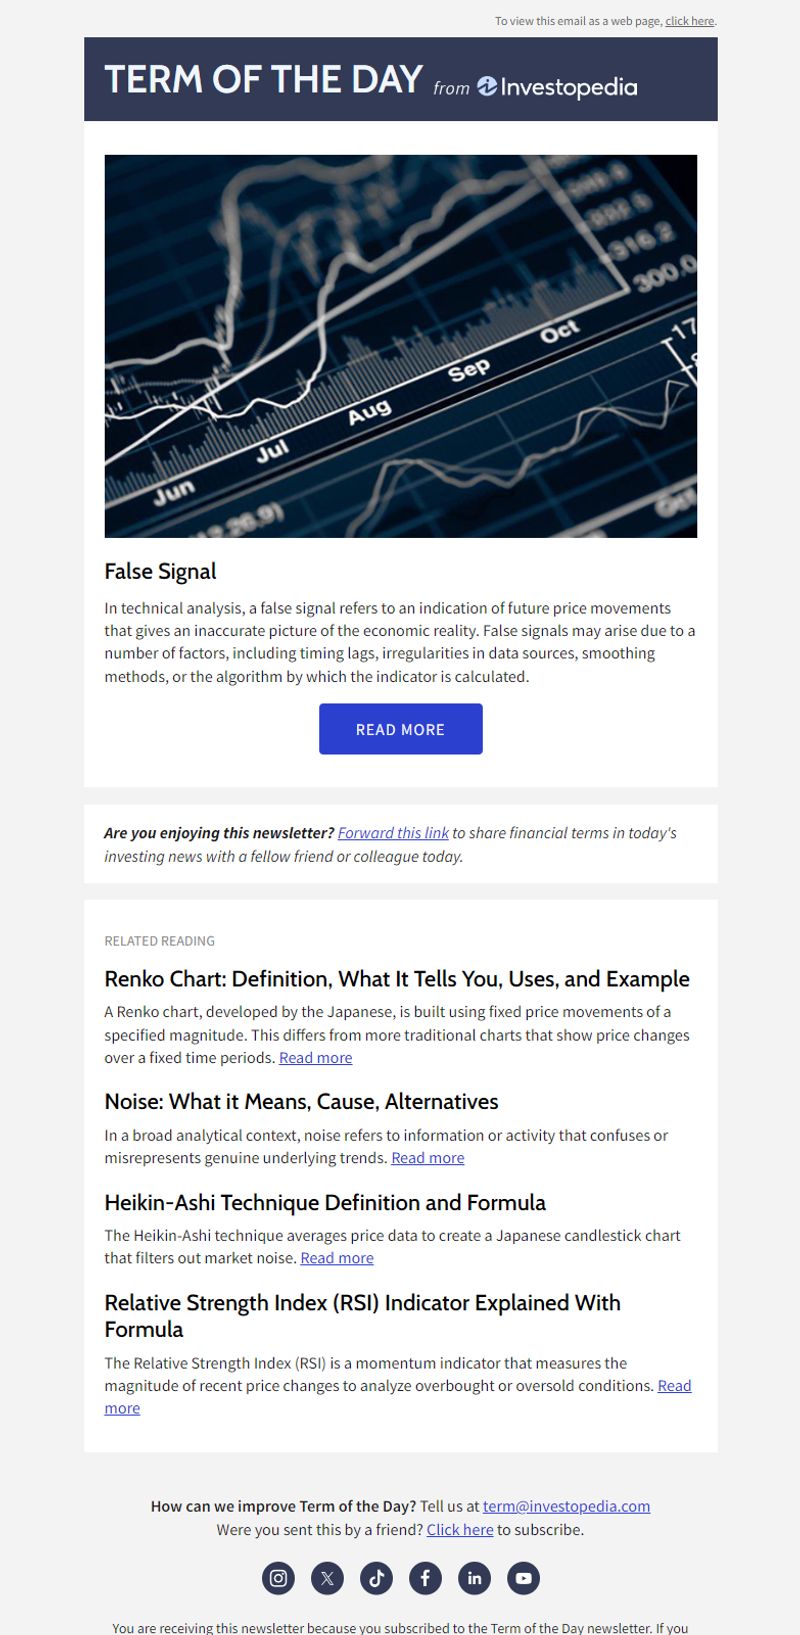 To view this email as a web page, click here.
TERM OF THE DAY from Investopedia
300.0
316.2
17
Jun
Jul
Aug
Sep
Oct
False Signal
In technical analysis, a false signal refers to an indication of future price movements
that gives an inaccurate picture of the economic reality. False signals may arise due to a
number of factors, including timing lags, irregularities in data sources, smoothing
methods, or the algorithm by which the indicator is calculated.
READ MORE
Are you enjoying this newsletter? Forward this link to share financial terms in today's
investing news with a fellow friend or colleague today.
RELATED READING
Renko Chart: Definition, What It Tells You, Uses, and Example
A Renko chart, developed by the Japanese, is built using fixed price movements of a
specified magnitude. This differs from more traditional charts that show price changes
over a fixed time periods. Read more
Noise: What it Means, Cause, Alternatives
In a broad analytical context, noise refers to information or activity that confuses or
misrepresents genuine underlying trends. Read more
Heikin-Ashi Technique Definition and Formula
The Heikin-Ashi technique averages price data to create a Japanese candlestick chart
that filters out market noise. Read more
Relative Strength Index (RSI) Indicator Explained With
Formula
The Relative Strength Index (RSI) is a momentum indicator that measures the
magnitude of recent price changes to analyze overbought or oversold conditions. Read
more
How can we improve Term of the Day? Tell us at term@investopedia.com
Were you sent this by a friend? Click here to subscribe.
You are receiving this newsletter because you subscribed to the Term of the Day newsletter. If you